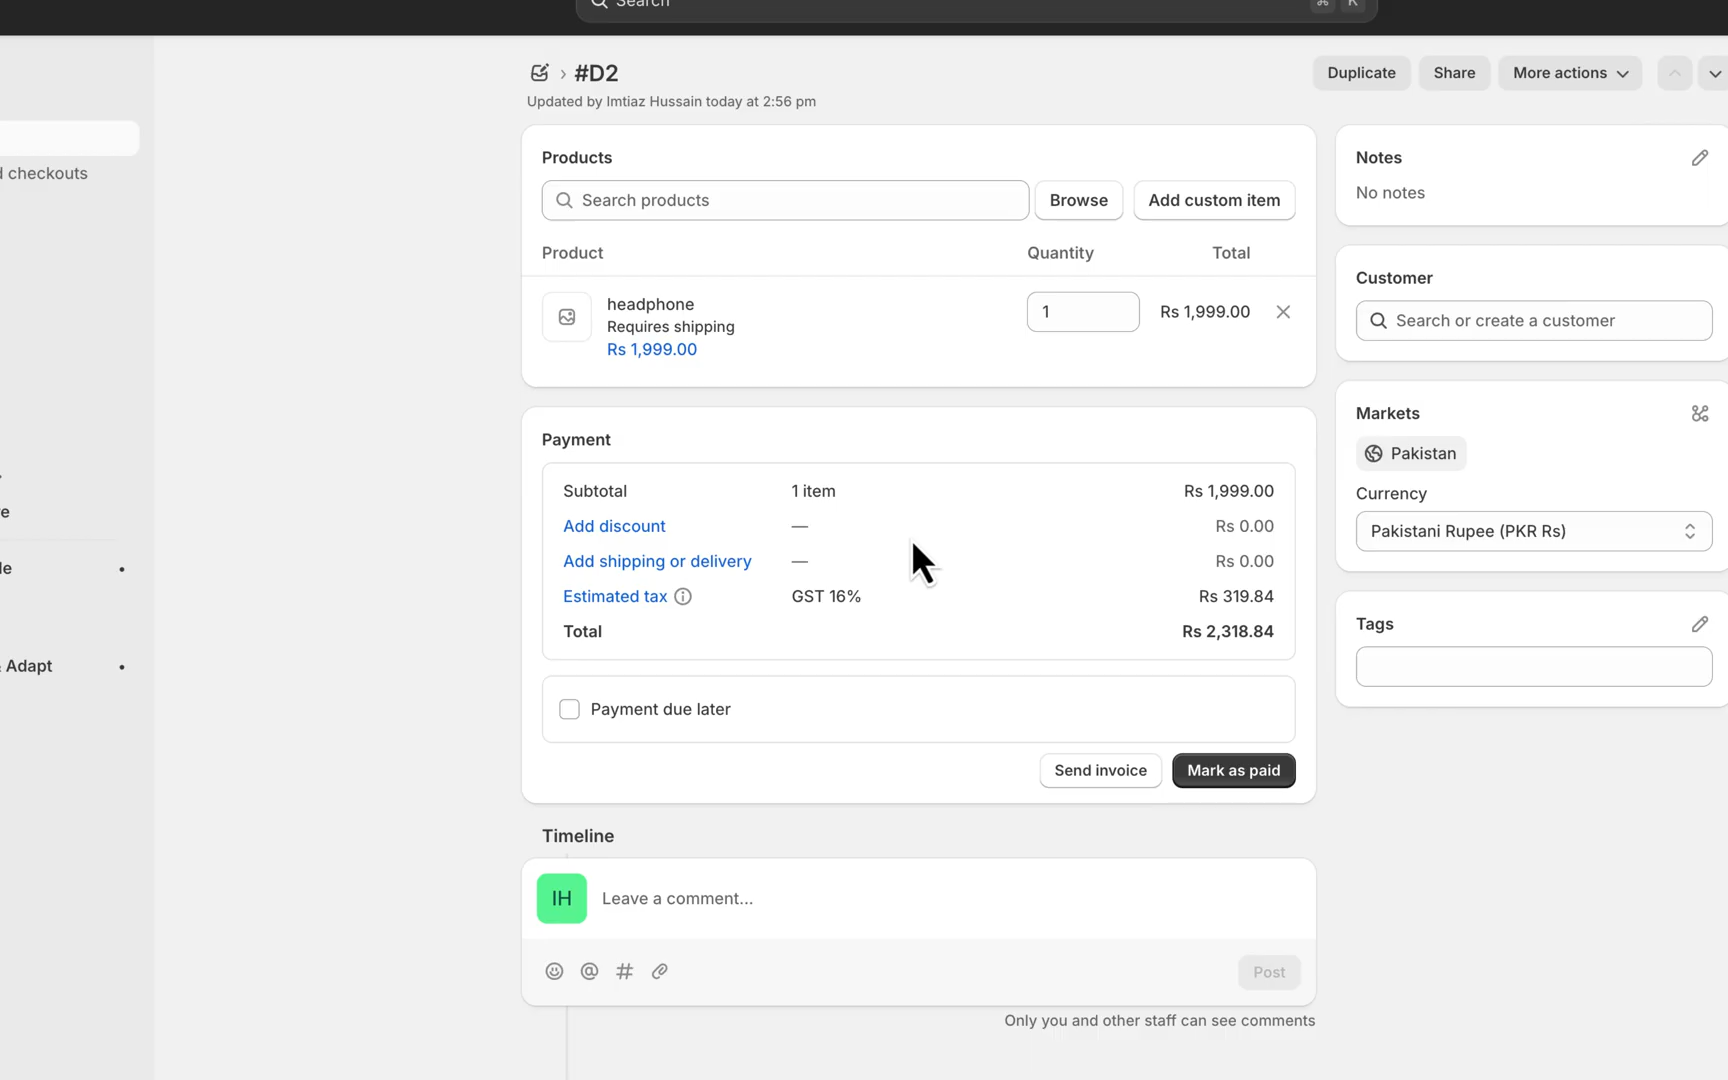 Search
⌘ K
checkouts
re
le
& Adapt
› #D2
Updated by Imtiaz Hussain today at 2:56 pm
Duplicate
Share
More actions
Products
Search products
Browse
Add custom item
Product Quantity Total
headphone
Requires shipping
Rs 1,999.00
1
Rs 1,999.00
Payment
Subtotal 1 item Rs 1,999.00
Add discount — Rs 0.00
Add shipping or delivery — Rs 0.00
Estimated tax GST 16% Rs 319.84
Total Rs 2,318.84
Payment due later
Send invoice
Mark as paid
Timeline
IH
Leave a comment...
@ #
Post
Only you and other staff can see comments
Notes
No notes
Customer
Search or create a customer
Markets
Pakistan
Currency
Pakistani Rupee (PKR Rs)
Tags